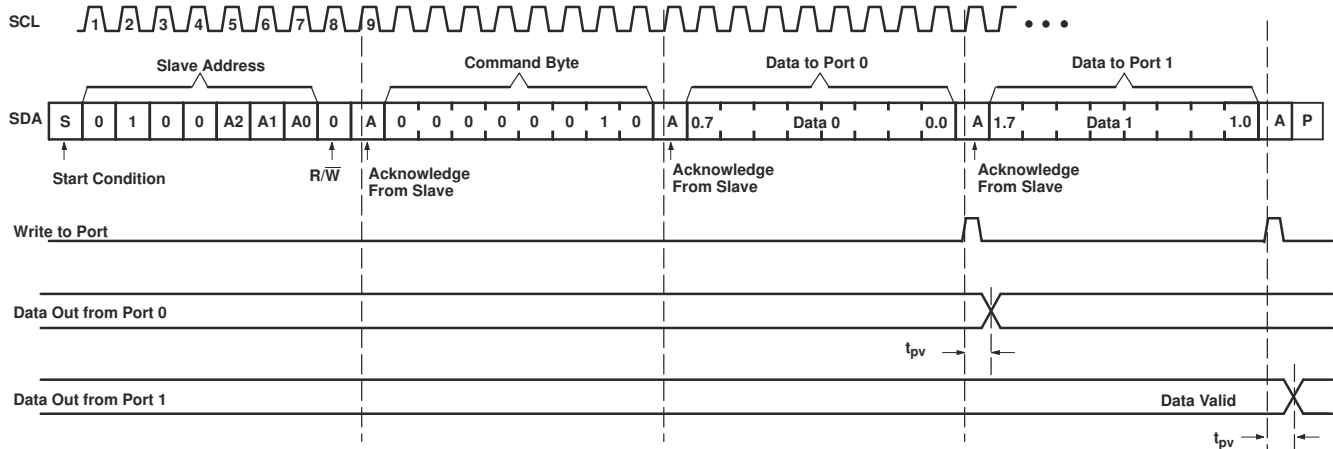 SCL 1 2 3 4 5 6 7 8 9
Slave Address Command Byte Data to Port 0 Data to Port 1
SDA S 0 1 0 0 A2 A1 A0 0 A 0 0 0 0 0 0 1 0 A 0.7 Data 0 0.0 A 1.7 Data 1 1.0 A P
Start Condition R/W̅ Acknowledge From Slave Acknowledge From Slave Acknowledge From Slave
Write to Port
Data Out from Port 0
tpv
Data Out from Port 1 Data Valid
tpv